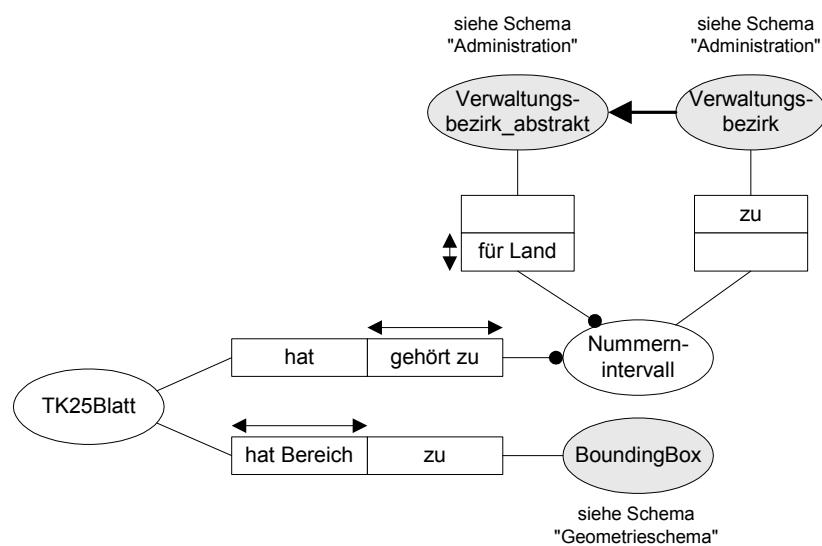 siehe Schema
"Administration"
siehe Schema
"Administration"
Verwaltungs-
bezirk_abstrakt
Verwaltungs-
bezirk
zu
für Land
hat
gehört zu
Nummern-
intervall
TK25Blatt
hat Bereich
zu
BoundingBox
siehe Schema
"Geometrieschema"